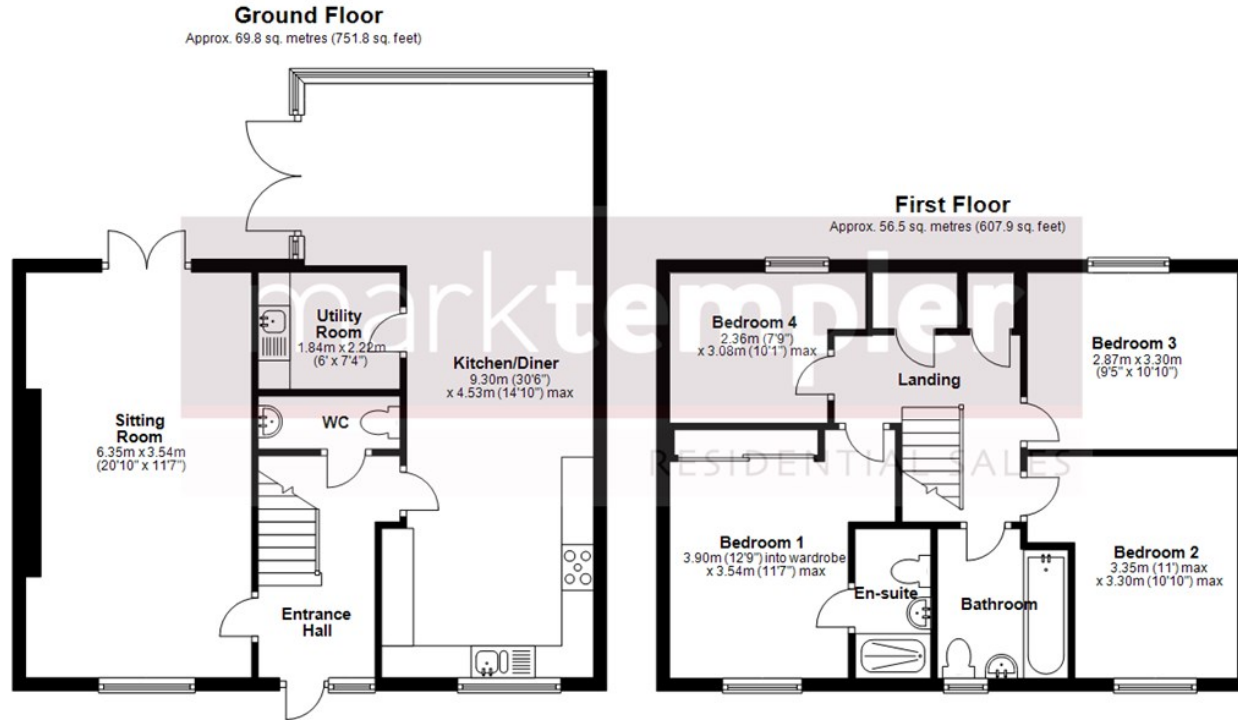 Ground Floor
Approx. 69.8 sq. metres (751.8 sq. feet)
Utility
Room
1.84m x 2.22m
(6' x 7'4")
Kitchen/Diner
9.30m (30'6")
x 4.53m (14'10") max
WC
Sitting
Room
6.35m x 3.54m
(20'10" x 11'7")
Entrance
Hall
First Floor
Approx. 56.5 sq. metres (607.9 sq. feet)
Bedroom 4
2.36m (7'9")
x 3.08m (10'1") max
Landing
Bedroom 3
2.87m x 3.30m
(9'5" x 10'10")
Bedroom 1
3.90m (12'9") into wardrobe
x 3.54m (11'7") max
En-suite
Bathroom
Bedroom 2
3.35m (11') max
x 3.30m (10'10") max
marktempler
RESIDENTIAL SALES